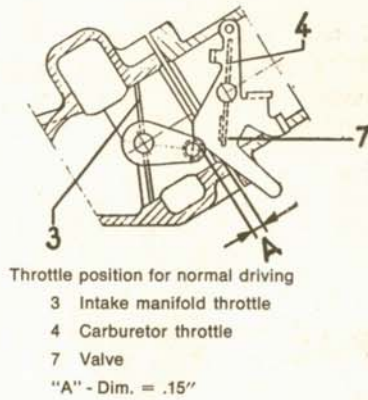 4
7
3
A
Throttle position for normal driving
3 Intake manifold throttle
4 Carburetor throttle
7 Valve
"A" - Dim. = .15″